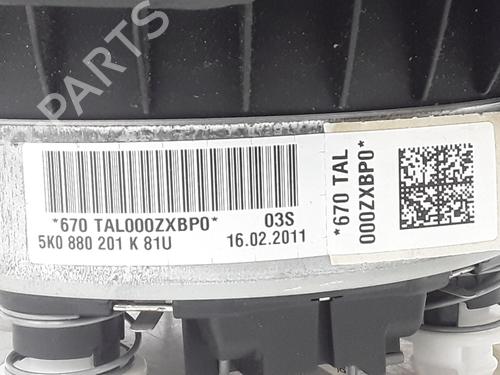 B-PARTS
*670 TAL000ZXBP0* 03S
5K0 880 201 K 81U 16.02.2011
*670 TAL
000ZXBP0*